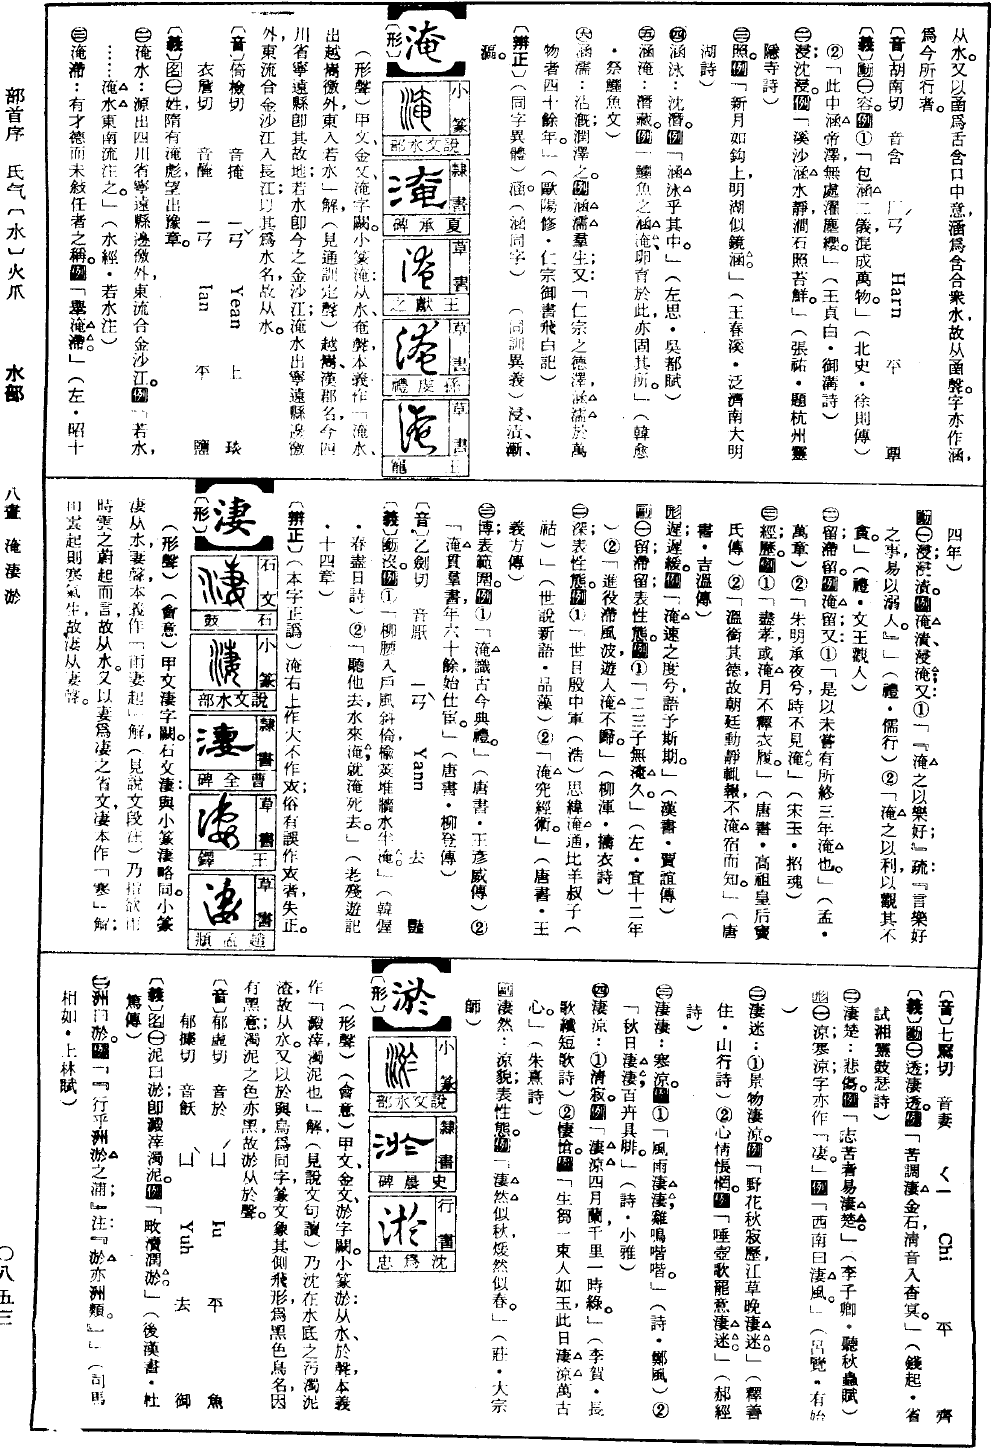 从水。又以圅爲舌含口中意，涵爲含合衆水，故从圅聲。字亦作涵，
爲今所行者。
〔音〕胡南切　音含　ㄏㄢ　Harn　平　覃
〔義〕動㊀容。例①「包涵二儀，混成萬物。」（北史・徐則傳）
②「此中涵帝澤，無處濯塵纓。」（王貞白・御溝詩）
㊁浸；沈浸。例「溪沙涵水靜，澗石照苔鮮。」（張祐・題杭州靈
隱寺詩）
㊂照。例「新月如鈎上，明湖似鏡涵。」（王春溪・泛濟南大明
湖詩）
㊃涵泳：沈潛。例「涵泳乎其中。」（左思・吳都賦）
㊄涵淹：潛藏。例「鱷魚之涵淹、卵育於此，亦固其所。」（韓愈
・祭鱷魚文）
㊅涵濡：沾溉潤澤之。例涵濡羣生；又：「仁宗之德澤，涵濡於萬
物者四十餘年。」（歐陽修・仁宗御書飛白記）
〔辨正〕（同字異體）涵。（涵同字）　（同訓異義）浸、漬、漸、
漚。
淹
〔形〕
小篆　說文水部
隸書　夏承碑
草書　王獻之
草書　孫虔禮
草書　王寵
（形聲）甲文、金文淹字闕。小篆淹：从水、奄聲，本義作「淹水、
出越嶲徼外，東入若水」解（見通訓定聲）；越嶲、漢郡名，今四
川省寧遠縣卽其故地；若水卽今之金沙江；淹水出寧遠縣邊徼
外，東流合金沙江入長江；以其爲水名，故从水。
〔音〕倚檢切　音掩　ㄧㄢˇ　Yean　上　琰
衣簷切　音醃　ㄧㄢ　Ian　平　鹽
〔義〕名㊀姓，隋有淹彪，望出豫章。
㊁淹水：源出四川省寧遠縣邊徼外，東流合金沙江。例「若水，
……淹水東南流注之。」（水經・若水注）
㊂淹滯：有才德而未敍任者之稱。例「舉淹滯。」（左・昭十
四年）
動㊀浸；浸漬。例淹漬、浸淹；又：①「『淹之以樂好』；疏：『言樂好
之事，易以溺人。』」（禮・儒行）②「淹之以利，以觀其不
貪。」（禮・文王觀人）
㊁留滯；留。例淹留；又：①「是以未嘗有所終三年淹也。」（孟・
萬章）②「朱明承夜兮，時不見淹。」（宋玉・招魂）
㊂經歷。例①「盡孝，或淹月不釋衣履。」（唐書・高祖皇后竇
氏傳）②「溫銜其德，故朝廷動靜輒報，不淹宿而知。」（唐
書・吉溫傳）
形遲；遲緩。例「淹速之度兮，語予斯期。」（漢書・賈誼傳）
副㊀留滯留，表性態。例①「二三子無淹久。」（左・宣十二年
）②「進役滯風波，遊人淹不歸。」（柳渾・擣衣詩）
㊁深，表性態。例①「世目殷中軍（浩）思緯淹通，比羊叔子（
祜）」（世說新語・品藻）②「淹究經術。」（唐書・王
義方傳）
㊂博，表範圍。例①「淹識古今典禮。」（唐書・王彥威傳）②
「淹貫羣書，年六十餘，始仕宦。」（唐書・柳登傳）
〔音〕乙劍切　音厭　ㄧㄢˋ　Yann　去　豔
〔義〕動沒。例①「柳腰入戶風斜倚，楡莢堆牆水半淹。」（韓偓
・春盡日詩）②「聽他去水來淹，就淹死去。」（老殘遊記
・十四章）
〔辨正〕（本字正譌）淹右上作大，不作犮；俗有誤作犮者，失正。
淒
〔形〕
石文　石鼓
小篆　說文水部
隸書　曹全碑
草書　王鐸
草書　趙孟頫
（形聲）（會意）甲文淒字闕。石文淒：與小篆淒略同。小篆
淒：从水、妻聲，本義作「雨妻起」解（見說文段注），乃指欲雨
時雲之蔚起而言，故从水。又以妻爲淒之省文，淒本作「寒」解；
雨雲起則寒氣生，故淒从妻聲。
〔音〕七齎切　音妻　ㄑㄧ　Chi　平　齊
〔義〕動㊀透；淒透。例「苦調淒金石，清音入杳冥。」（錢起・省
試湘靈鼓瑟詩）
㊁淒楚：悲傷。例「志苦者易淒楚。」（李子卿・聽秋蟲賦）
形㊀涼，寒涼；字亦作「凄」。例「西南曰淒風。」（呂覽・有始
）
㊁淒迷：①景物淒涼。例「野花秋寂歷，江草晚淒迷。」（釋善
住・山行詩）②心情悵惘。例「唾壺歌罷意淒迷。」（郝經
詩）
㊂淒淒：寒涼。例①「風雨淒淒，雞鳴喈喈。」（詩・鄭風）②
「秋日淒淒，百卉具腓。」（詩・小雅）
㊃淒涼：①清寂。例「淒涼四月闌，千里一時綠。」（李賀・長
歌續短歌詩）②悽愴。例「生芻一束人如玉，此日淒涼萬古
心。」（朱熹詩）
副淒然：涼貌，表性態。例「淒然似秋，煖然似春。」（莊・大宗
師）
淤
〔形〕
小篆　說文水部
隸書　史晨碑
行書　沈爲忠
（形聲）（會意）甲文、金文淤字闕。小篆淤：从水、於聲，本義
作「澱滓，濁泥也」解（見說文句讀），乃沈在水底之污濁泥
渣，故从水。又以於與烏爲同字，篆文象其側飛形，爲黑色鳥名，因
有黑意；濁泥之色亦黑，故淤从於聲。
〔音〕郁虛切　音於　ㄩ　Iu　平　魚
郁據切　音飫　ㄩˋ　Yuh　去　御
〔義〕名㊀泥曰淤，卽澱滓濁泥。例「畝瀆潤淤。」（後漢書・杜
篤傳）
㊁洲曰淤。例「『行乎洲淤之浦』；注：『淤亦洲類。』」（司馬
相如・上林賦）
部首序　氏气〔水〕火爪　水部　八畫　淹淒淤　〇八五三